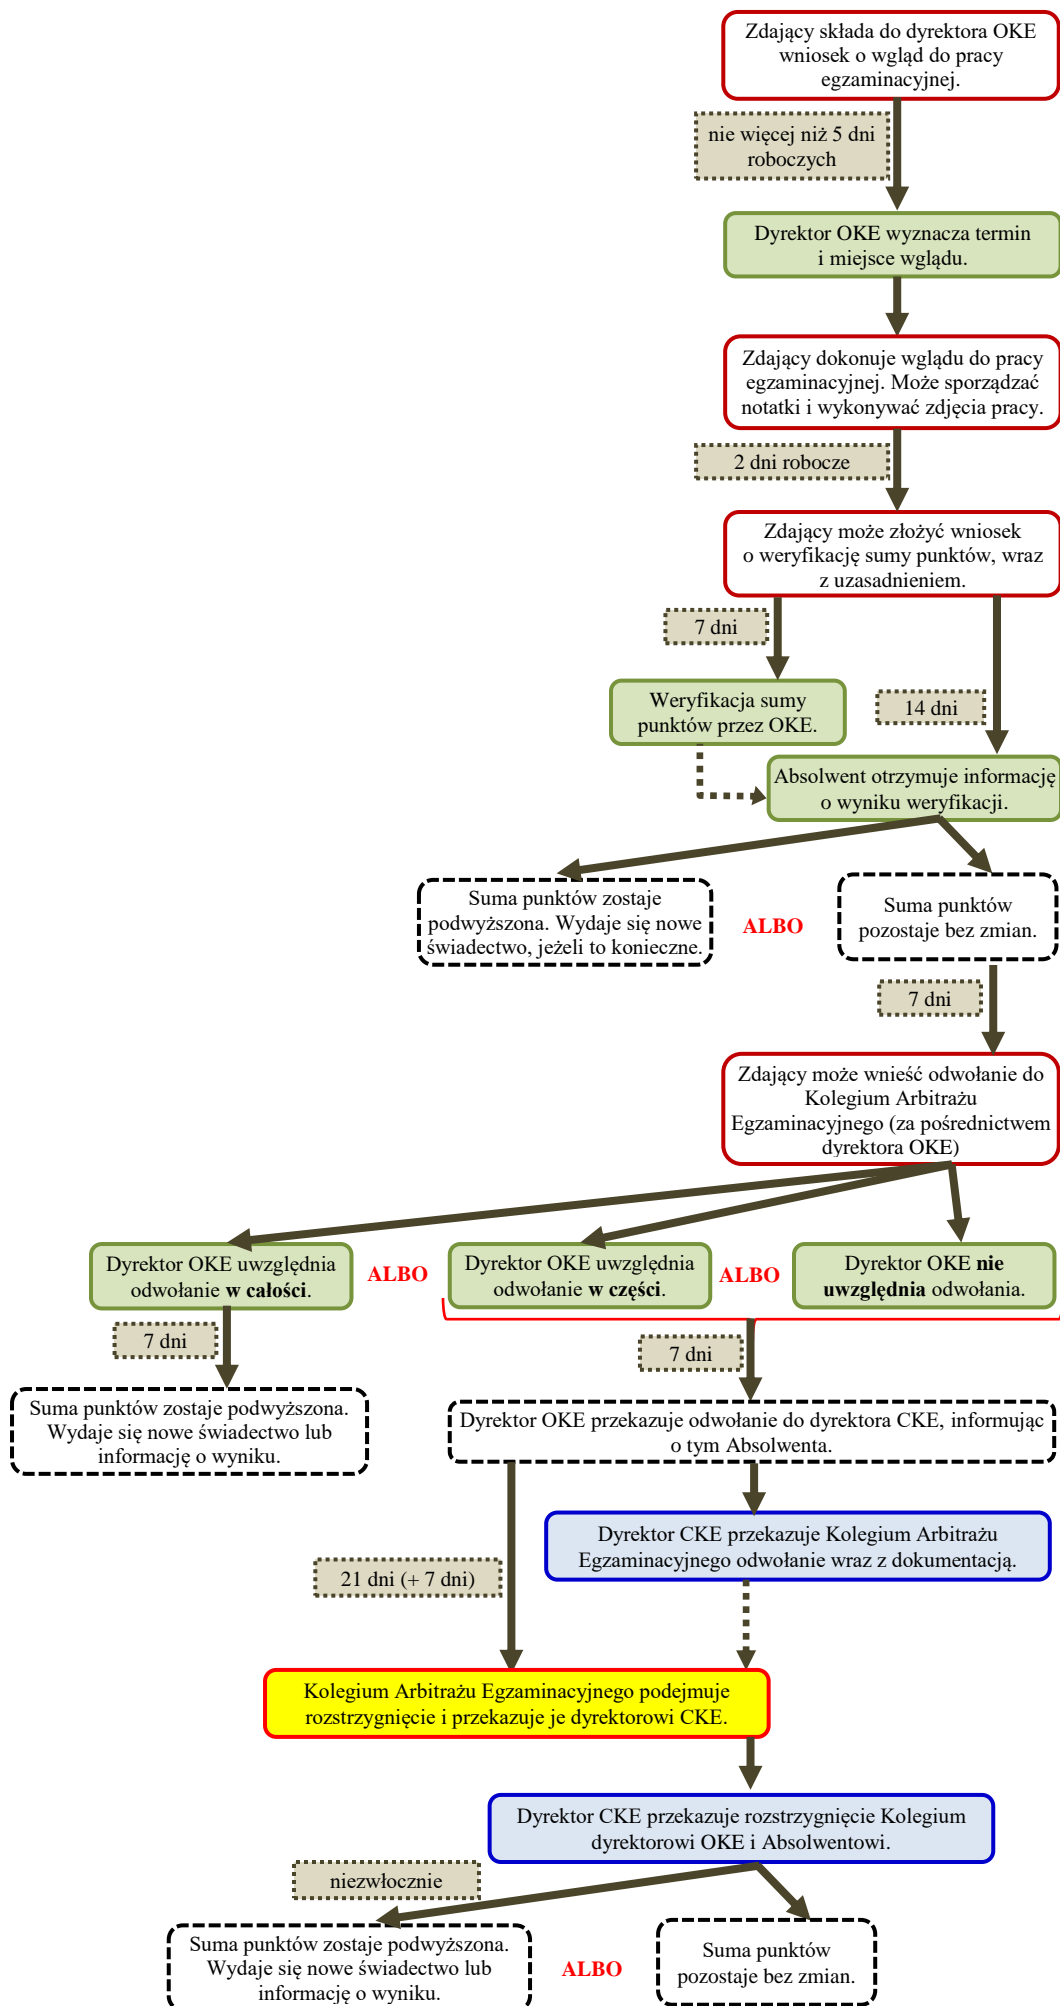 Zdający składa do dyrektora OKE
wniosek o wgląd do pracy
egzaminacyjnej.
nie więcej niż 5 dni
roboczych
Dyrektor OKE wyznacza termin
i miejsce wglądu.
Zdający dokonuje wglądu do pracy
egzaminacyjnej. Może sporządzać
notatki i wykonywać zdjęcia pracy.
2 dni robocze
Zdający może złożyć wniosek
o weryfikację sumy punktów, wraz
z uzasadnieniem.
7 dni
Weryfikacja sumy
punktów przez OKE.
14 dni
Absolwent otrzymuje informację
o wyniku weryfikacji.
Suma punktów zostaje
podwyższona. Wydaje się nowe
świadectwo, jeżeli to konieczne.
ALBO
Suma punktów
pozostaje bez zmian.
7 dni
Zdający może wnieść odwołanie do
Kolegium Arbitrażu
Egzaminacyjnego (za pośrednictwem
dyrektora OKE)
Dyrektor OKE uwzględnia
odwołanie w całości.
ALBO
Dyrektor OKE uwzględnia
odwołanie w części.
ALBO
Dyrektor OKE nie
uwzględnia odwołania.
7 dni
7 dni
Suma punktów zostaje podwyższona.
Wydaje się nowe świadectwo lub
informację o wyniku.
Dyrektor OKE przekazuje odwołanie do dyrektora CKE, informując
o tym Absolwenta.
Dyrektor CKE przekazuje Kolegium Arbitrażu
Egzaminacyjnego odwołanie wraz z dokumentacją.
21 dni (+ 7 dni)
Kolegium Arbitrażu Egzaminacyjnego podejmuje
rozstrzygnięcie i przekazuje je dyrektorowi CKE.
Dyrektor CKE przekazuje rozstrzygnięcie Kolegium
dyrektorowi OKE i Absolwentowi.
niezwłocznie
Suma punktów zostaje podwyższona.
Wydaje się nowe świadectwo lub
informację o wyniku.
ALBO
Suma punktów
pozostaje bez zmian.